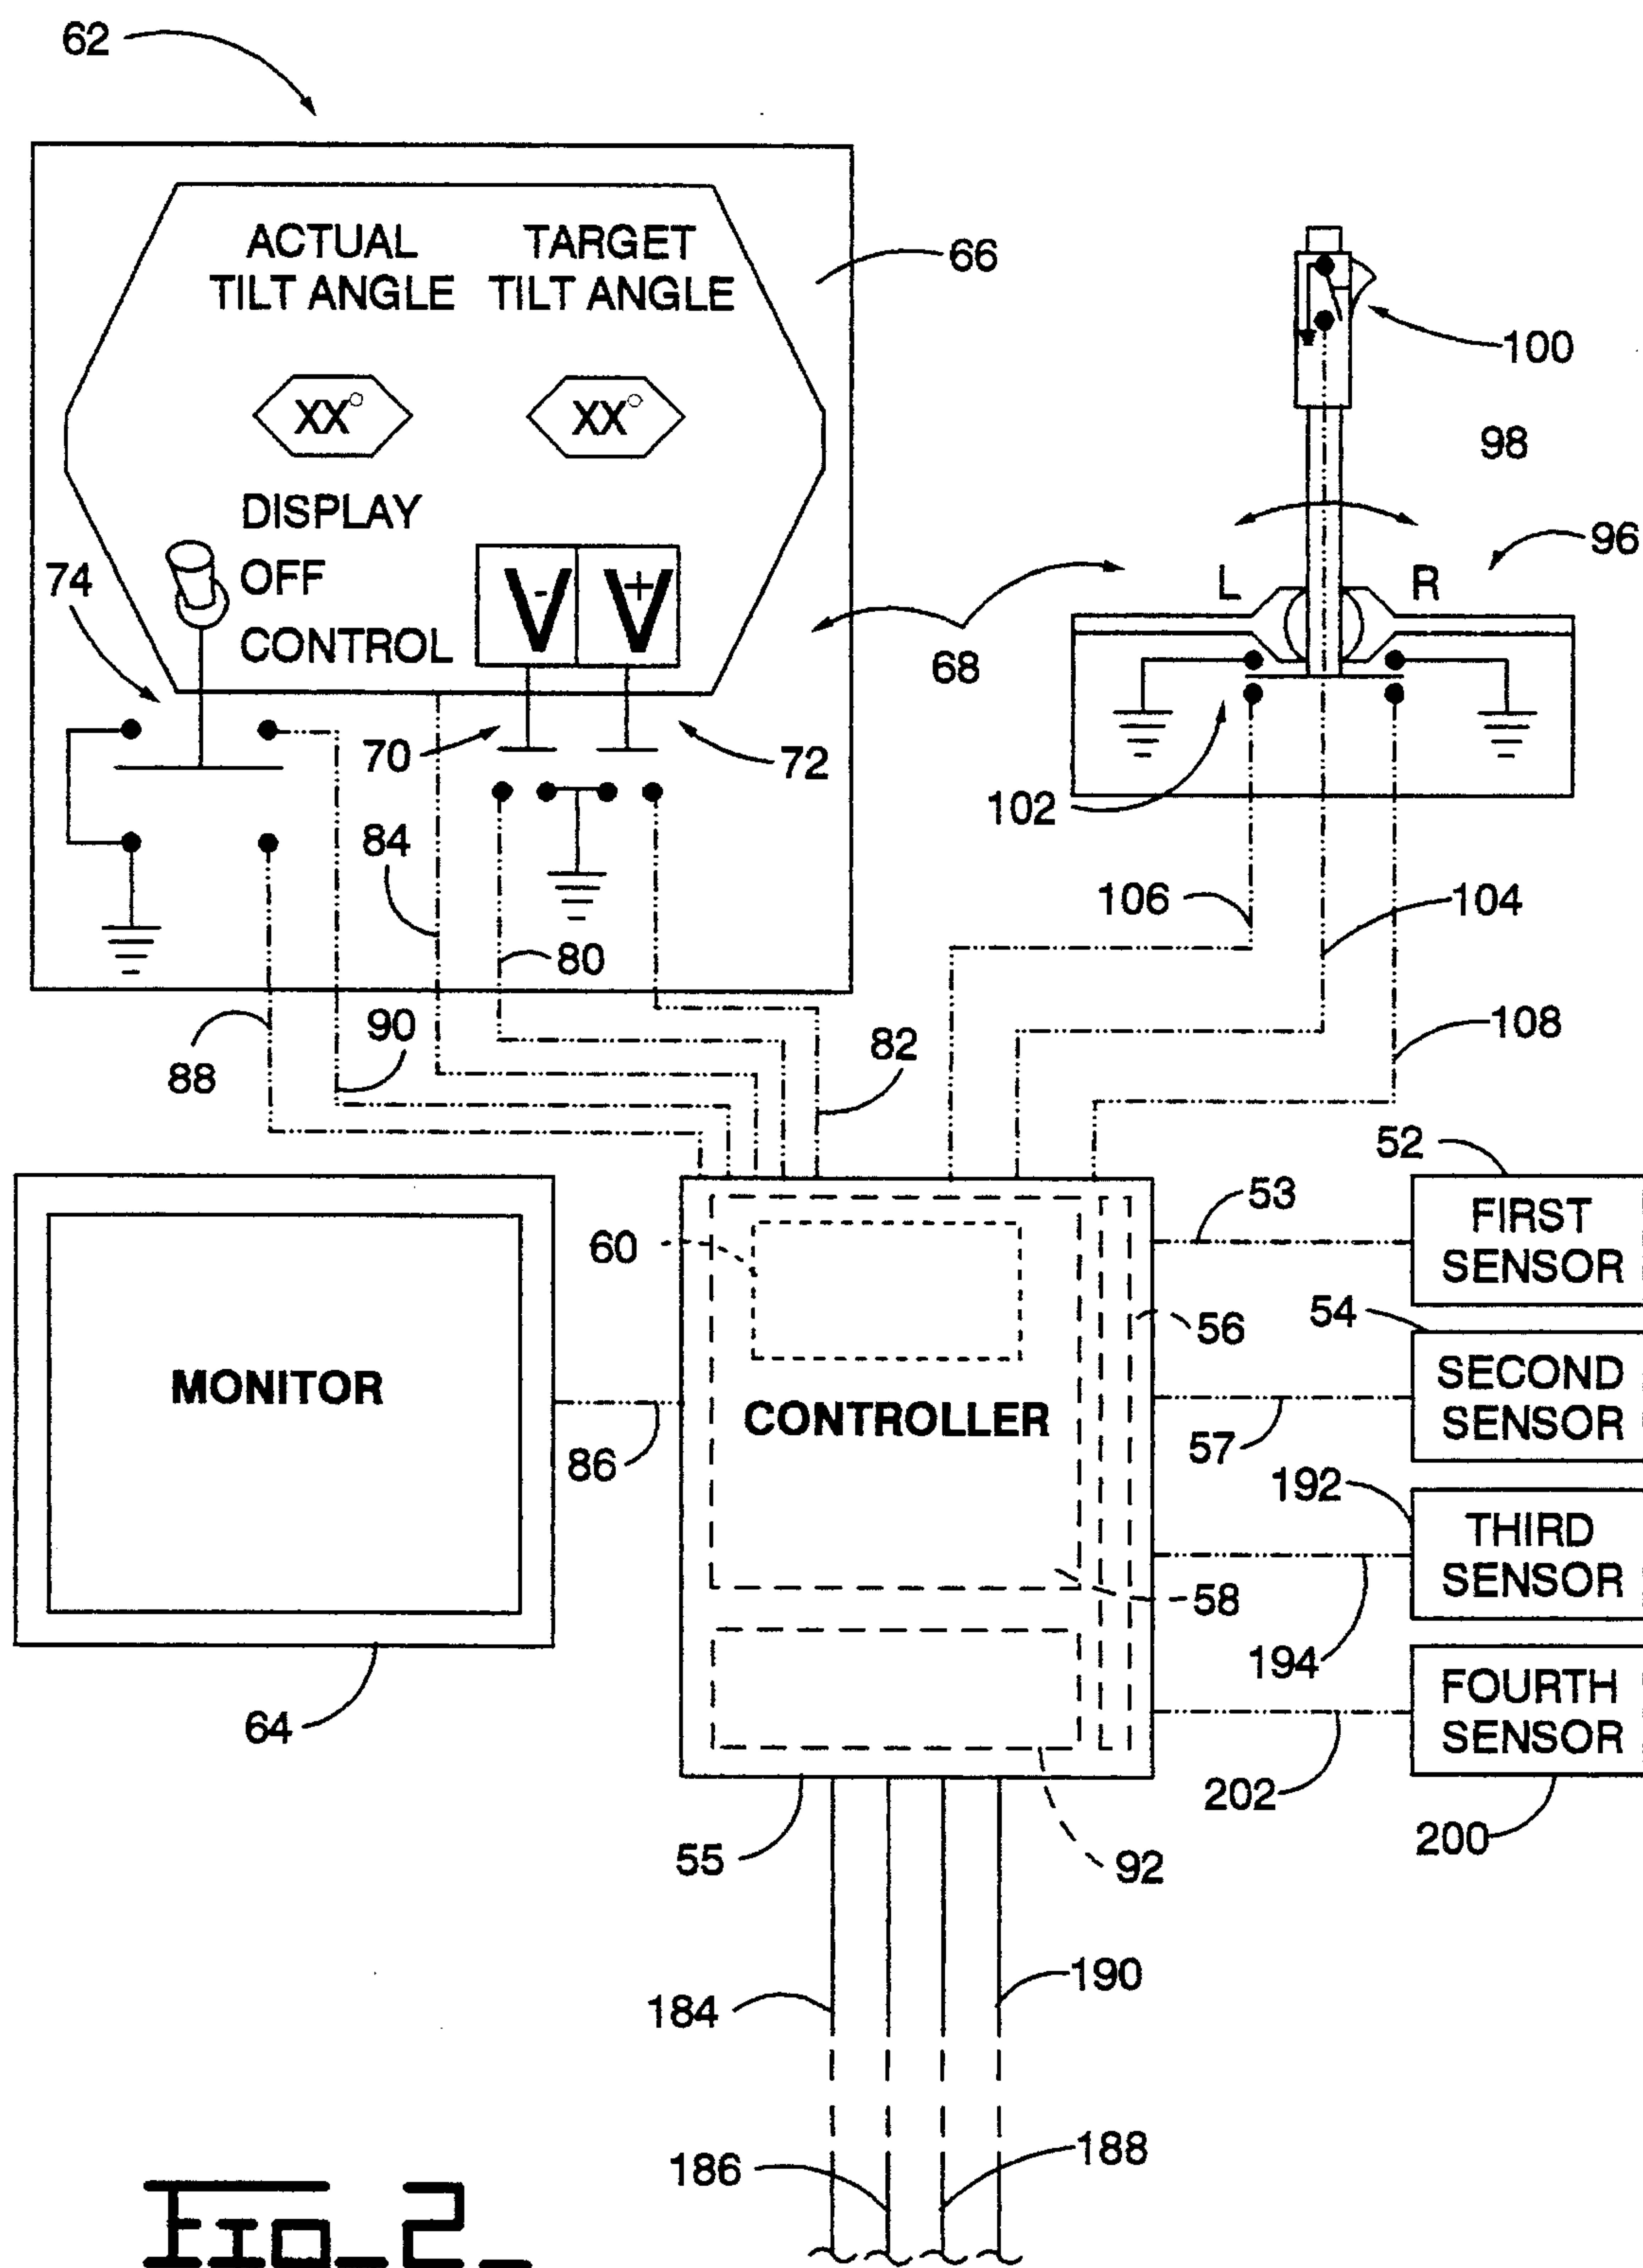 62
ACTUAL TILT ANGLE
TARGET TILT ANGLE
66
XX°
XX°
100
98
DISPLAY
OFF
CONTROL
74
V-
V+
68
L
R
96
70
72
102
84
80
106
104
88
90
82
108
52
53
FIRST SENSOR
60
56
54
SECOND SENSOR
MONITOR
CONTROLLER
86
57
192
THIRD SENSOR
58
194
64
FOURTH SENSOR
202
200
55
92
184
190
186
188
FIG_2_